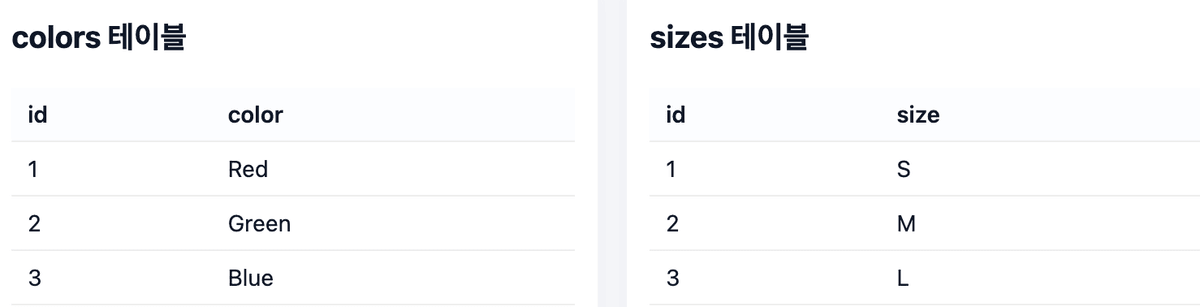 colors 테이블
id color
1 Red
2 Green
3 Blue
sizes 테이블
id size
1 S
2 M
3 L